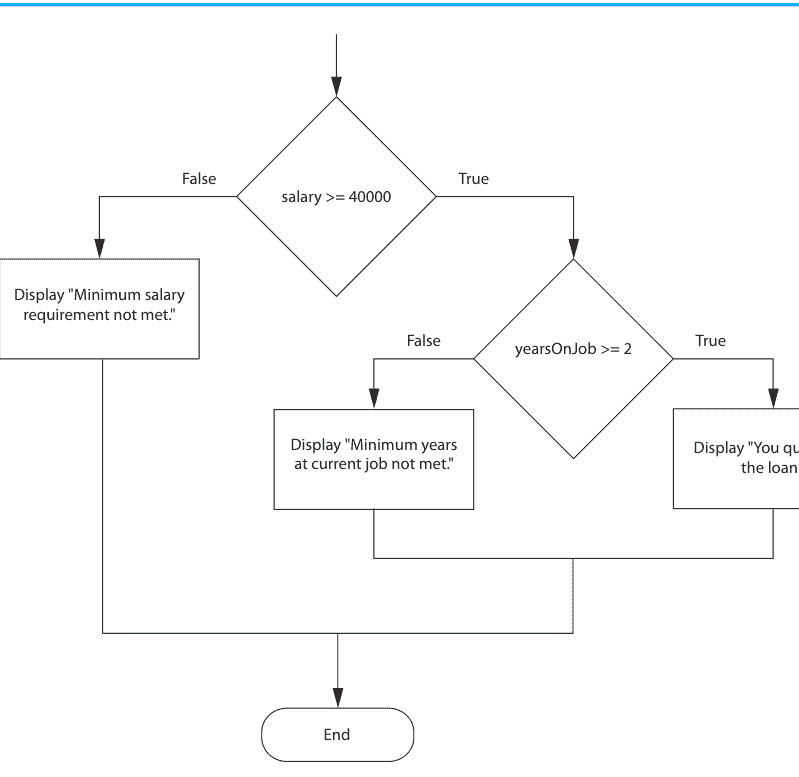 False
salary >= 40000
True
Display "Minimum salary
requirement not met."
False
yearsOnJob >= 2
True
Display "Minimum years
at current job not met."
Display "You
the loan
End